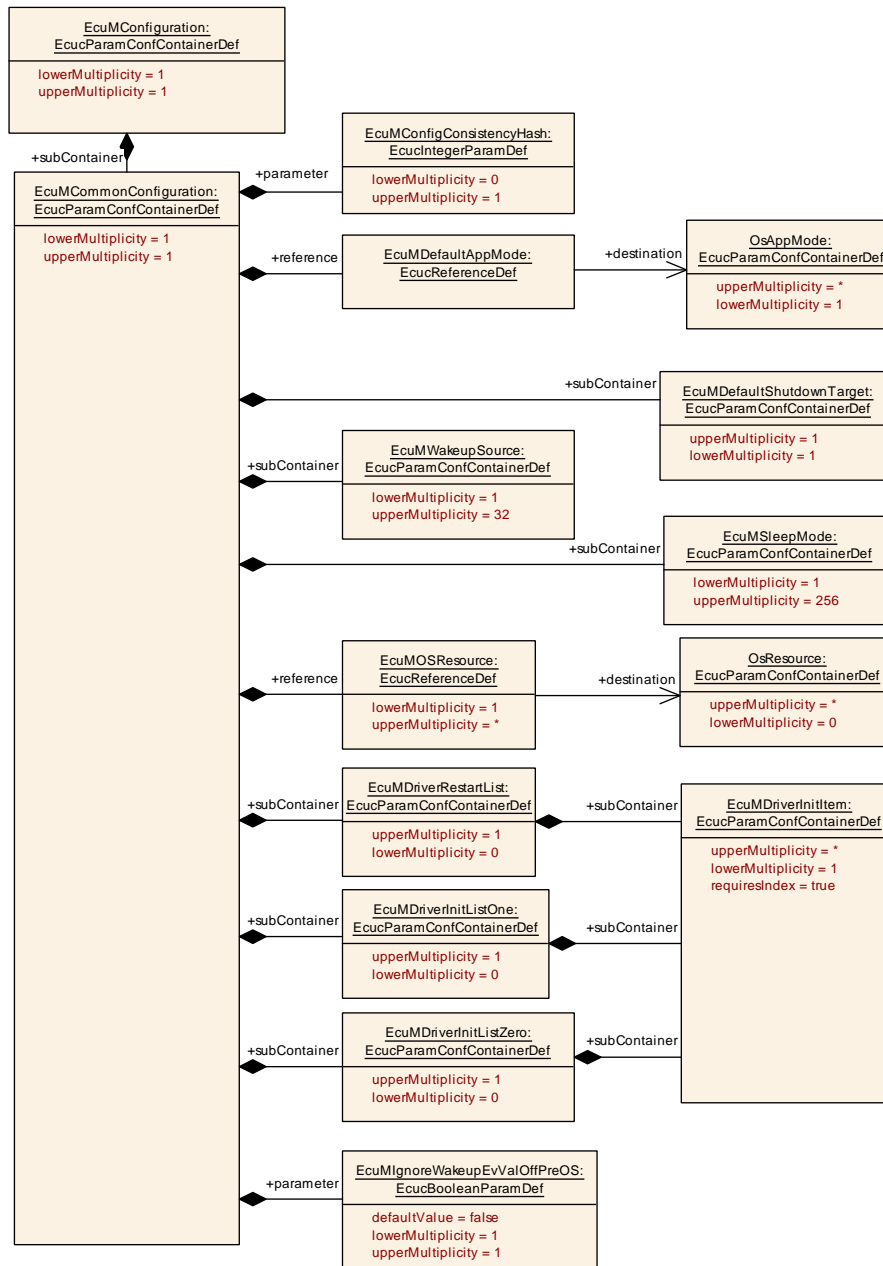 EcuMConfiguration:
EcucParamConfContainerDef
lowerMultiplicity = 1
upperMultiplicity = 1
+subContainer
EcuMCommonConfiguration:
EcucParamConfContainerDef
lowerMultiplicity = 1
upperMultiplicity = 1
+parameter
EcuMConfigConsistencyHash:
EcucIntegerParamDef
lowerMultiplicity = 0
upperMultiplicity = 1
+reference
EcuMDefaultAppMode:
EcucReferenceDef
+destination
OsAppMode:
EcucParamConfContainerDef
upperMultiplicity = *
lowerMultiplicity = 1
+subContainer
EcuMDefaultShutdownTarget:
EcucParamConfContainerDef
upperMultiplicity = 1
lowerMultiplicity = 1
+subContainer
EcuMWakeupSource:
EcucParamConfContainerDef
lowerMultiplicity = 1
upperMultiplicity = 32
+subContainer
EcuMSleepMode:
EcucParamConfContainerDef
lowerMultiplicity = 1
upperMultiplicity = 256
+reference
EcuMOSResource:
EcucReferenceDef
lowerMultiplicity = 1
upperMultiplicity = *
+destination
OsResource:
EcucParamConfContainerDef
upperMultiplicity = *
lowerMultiplicity = 0
+subContainer
EcuMDriverRestartList:
EcucParamConfContainerDef
upperMultiplicity = 1
lowerMultiplicity = 0
+subContainer
EcuMDriverInitItem:
EcucParamConfContainerDef
upperMultiplicity = *
lowerMultiplicity = 1
requiresIndex = true
+subContainer
EcuMDriverInitListOne:
EcucParamConfContainerDef
upperMultiplicity = 1
lowerMultiplicity = 0
+subContainer
+subContainer
EcuMDriverInitListZero:
EcucParamConfContainerDef
upperMultiplicity = 1
lowerMultiplicity = 0
+subContainer
+parameter
EcuMIgnoreWakeupEvValOffPreOS:
EcucBooleanParamDef
defaultValue = false
lowerMultiplicity = 1
upperMultiplicity = 1